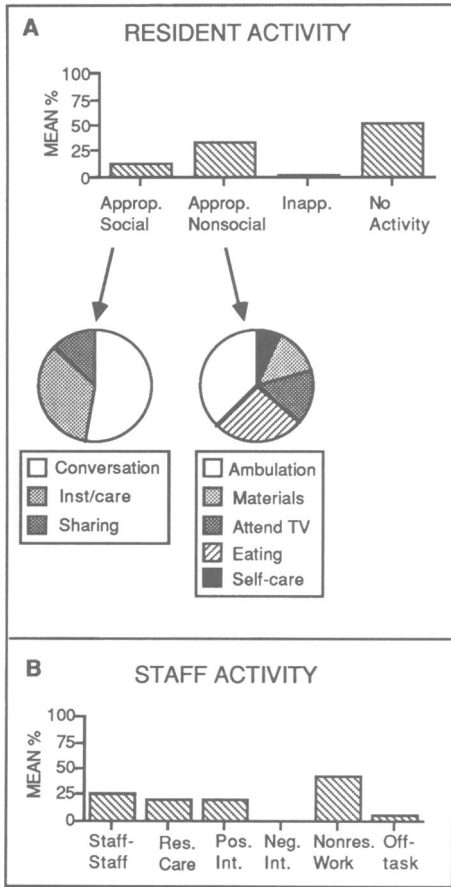 A
RESIDENT ACTIVITY
MEAN %
100
75
50
25
0
Approp. Approp. Inapp. No
Social Nonsocial Activity
Conversation
Inst/care
Sharing
Ambulation
Materials
Attend TV
Eating
Self-care
B
STAFF ACTIVITY
MEAN %
100
75
50
25
0
Staff- Res. Pos. Neg. Nonres. Off-
Staff Care Int. Int. Work task